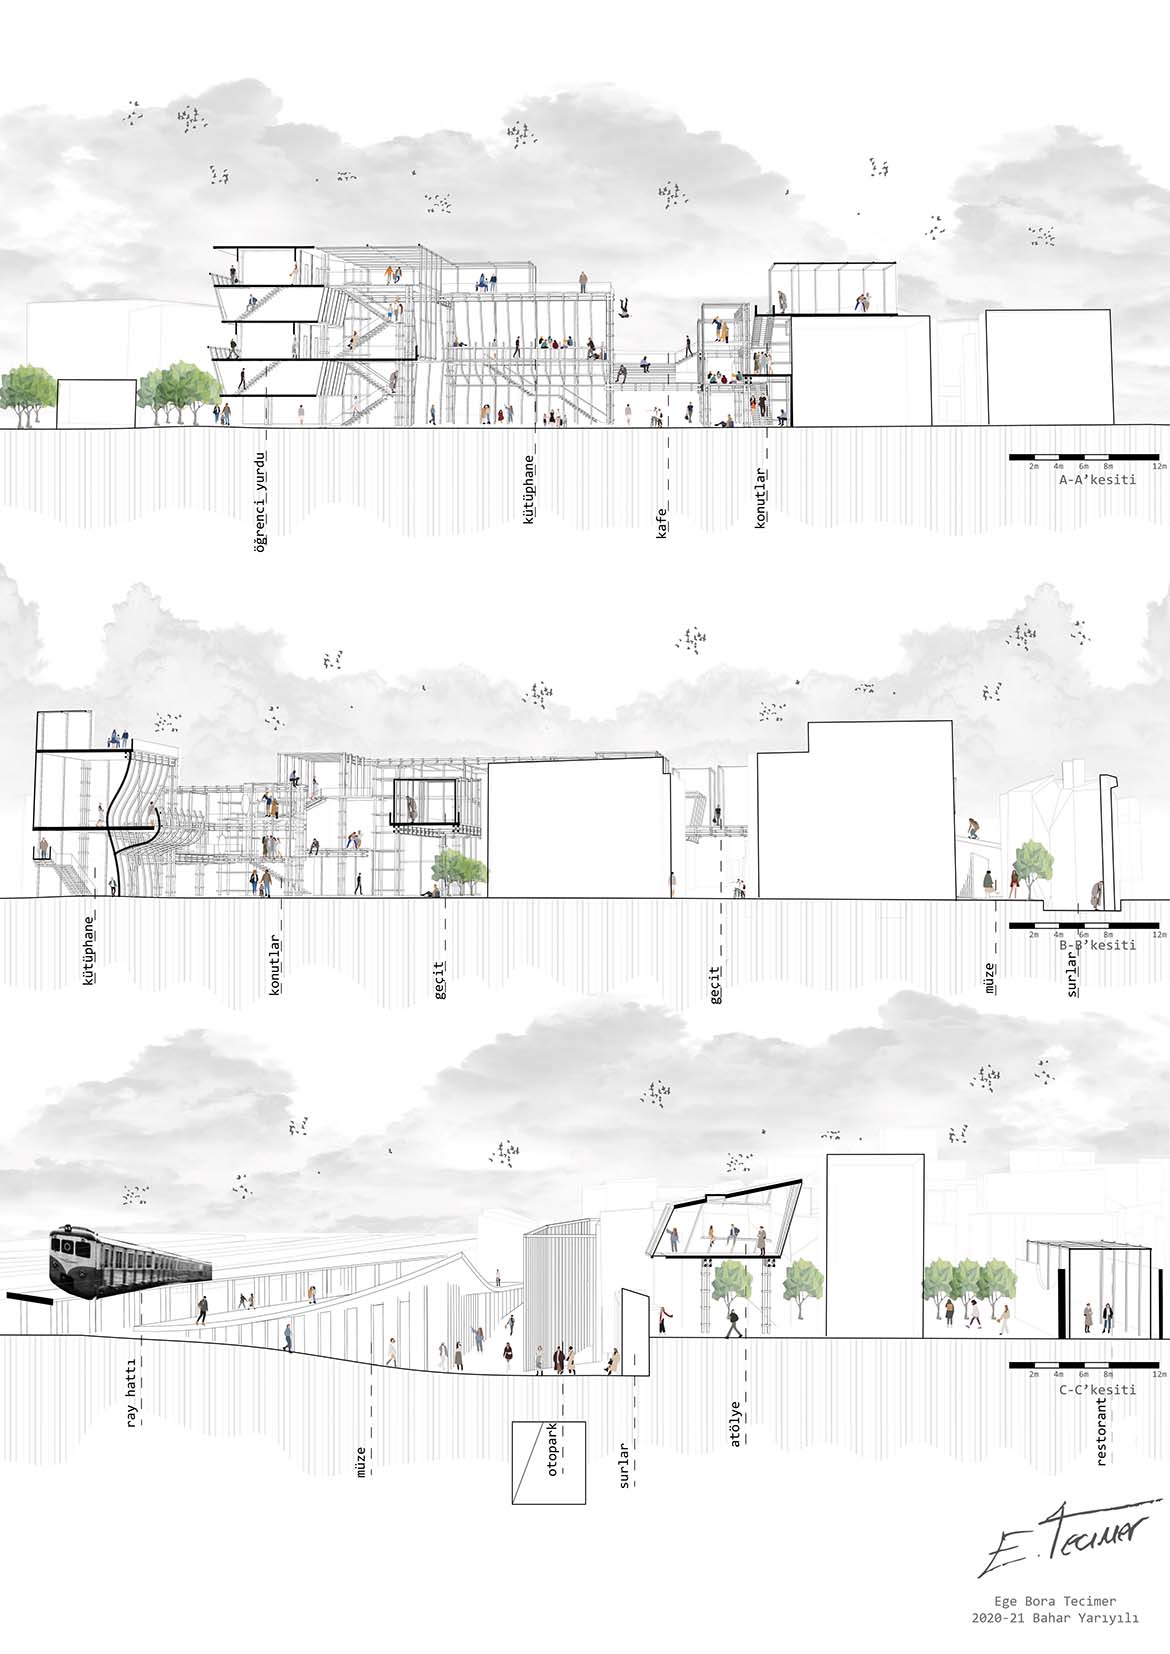 öğrenci yurdu
kütüphane
kafe
konutlar
2m 4m 6m 8m 12m
A-A'kesiti
kütüphane
konutlar
geçit
geçit
müze
surlar
2m 4m 6m 8m 12m
B-B'kesiti
ray hattı
müze
otopark
surlar
atölye
restorant
2m 4m 6m 8m 12m
C-C'kesiti
E. Tecimer
Ege Bora Tecimer
2020-21 Bahar Yarıyılı